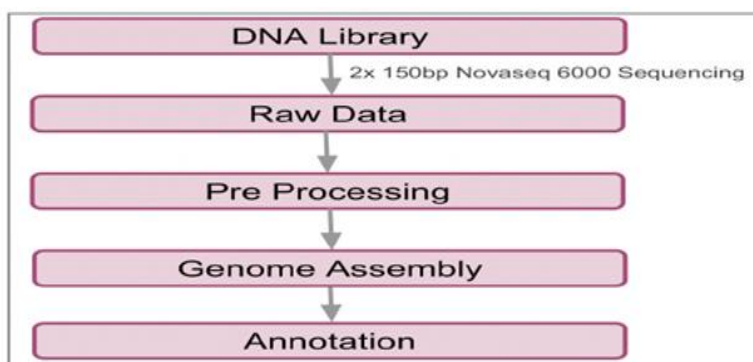 DNA Library
2x 150bp Novaseq 6000 Sequencing
Raw Data
Pre Processing
Genome Assembly
Annotation